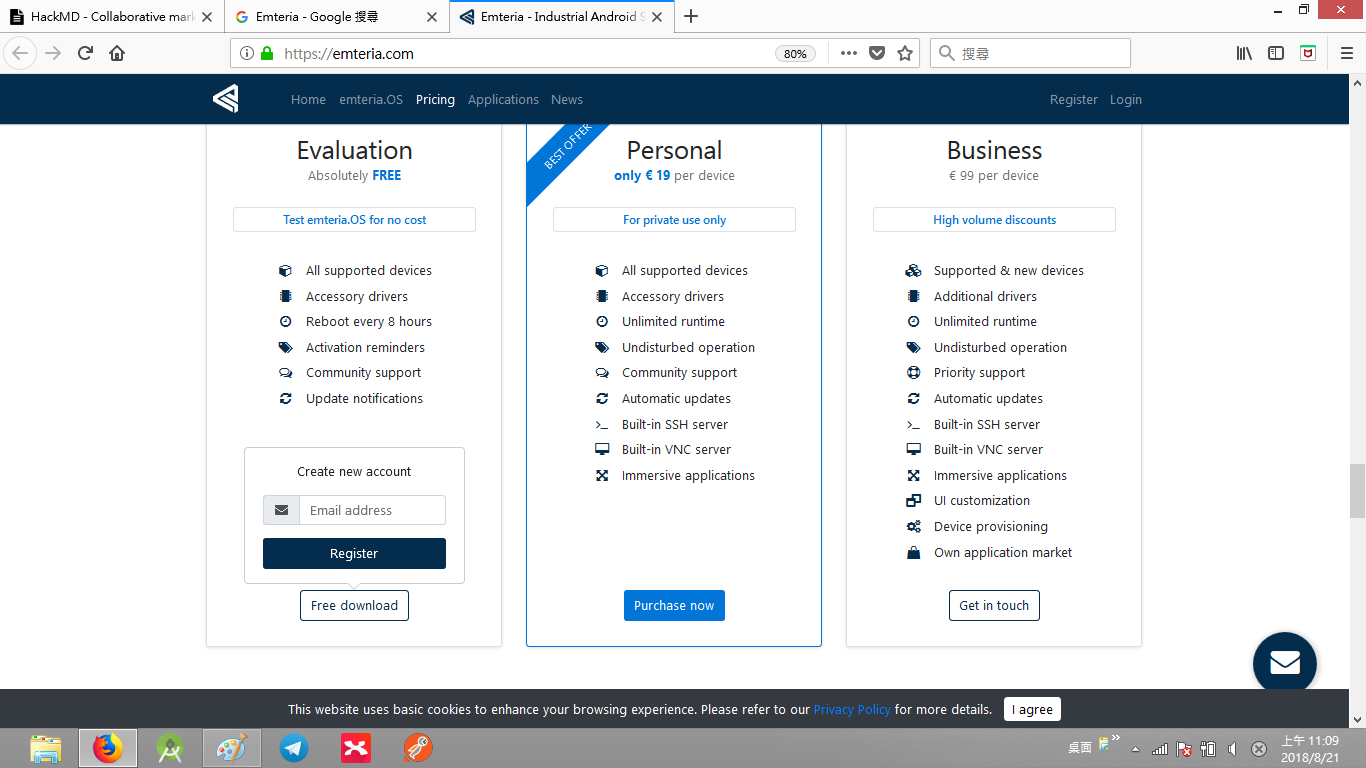 HackMD - Collaborative mark
Emteria - Google 搜尋
Emteria - Industrial Android S
https://emteria.com
80%
搜尋
Home
emteria.OS
Pricing
Applications
News
Register
Login
Evaluation
Absolutely FREE
Test emteria.OS for no cost
All supported devices
Accessory drivers
Reboot every 8 hours
Activation reminders
Community support
Update notifications
Create new account
Email address
Register
Free download
BEST OFFER
Personal
only € 19 per device
For private use only
All supported devices
Accessory drivers
Unlimited runtime
Undisturbed operation
Community support
Automatic updates
Built-in SSH server
Built-in VNC server
Immersive applications
Purchase now
Business
€ 99 per device
High volume discounts
Supported & new devices
Additional drivers
Unlimited runtime
Undisturbed operation
Priority support
Automatic updates
Built-in SSH server
Built-in VNC server
Immersive applications
UI customization
Device provisioning
Own application market
Get in touch
This website uses basic cookies to enhance your browsing experience. Please refer to our Privacy Policy for more details.
I agree
桌面
上午 11:09
2018/8/21